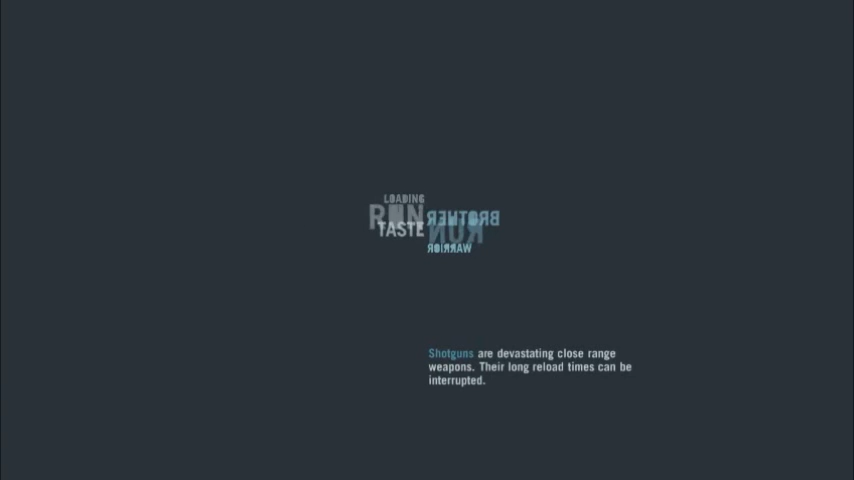 LOADING
RUN
TASTE
BROTHER
RUN
WARRIOR
Shotguns are devastating close range
weapons. Their long reload times can be
interrupted.